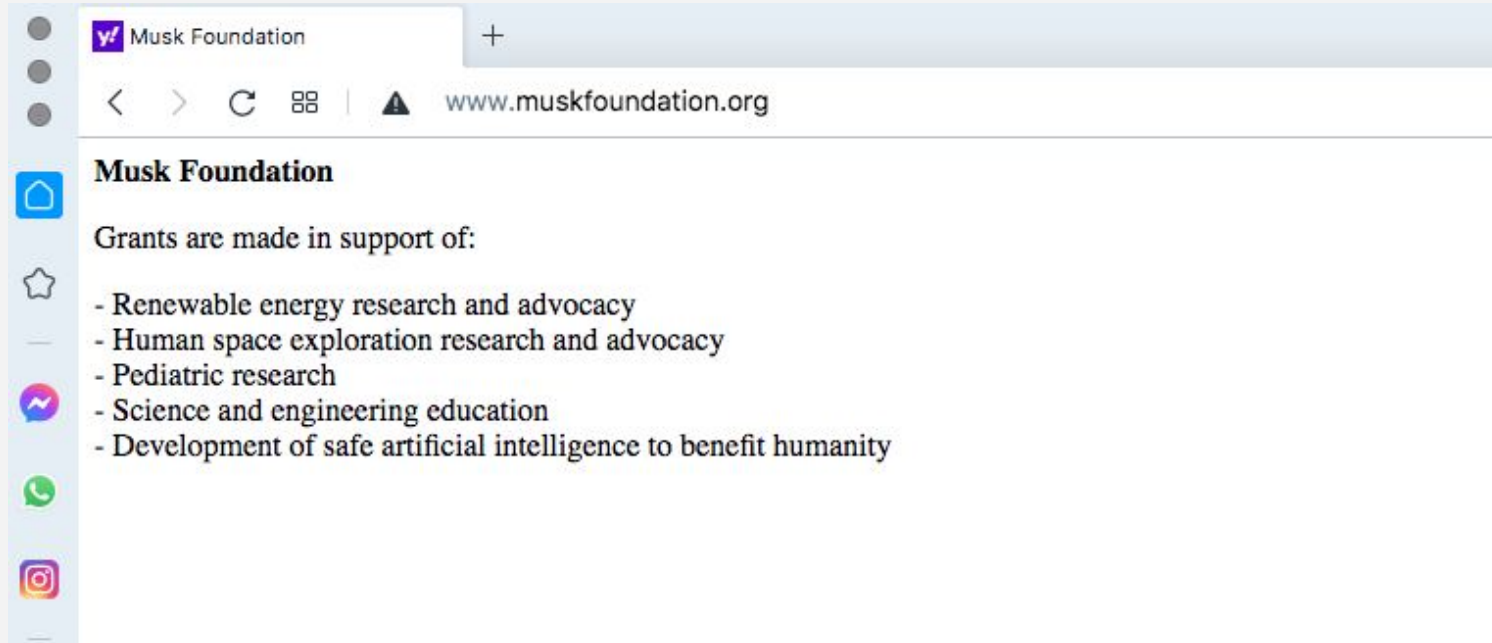 y! Musk Foundation
www.muskfoundation.org
Musk Foundation
Grants are made in support of:
- Renewable energy research and advocacy
- Human space exploration research and advocacy
- Pediatric research
- Science and engineering education
- Development of safe artificial intelligence to benefit humanity